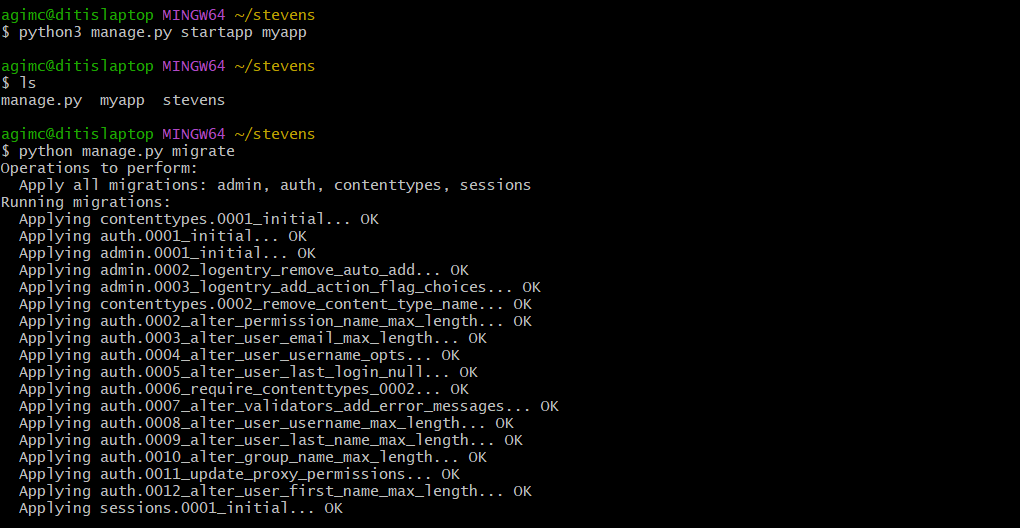 agimc@ditislaptop MINGW64 ~/stevens
$ python3 manage.py startapp myapp
agimc@ditislaptop MINGW64 ~/stevens
$ ls
manage.py  myapp  stevens
agimc@ditislaptop MINGW64 ~/stevens
$ python manage.py migrate
Operations to perform:
  Apply all migrations: admin, auth, contenttypes, sessions
Running migrations:
  Applying contenttypes.0001_initial... OK
  Applying auth.0001_initial... OK
  Applying admin.0001_initial... OK
  Applying admin.0002_logentry_remove_auto_add... OK
  Applying admin.0003_logentry_add_action_flag_choices... OK
  Applying contenttypes.0002_remove_content_type_name... OK
  Applying auth.0002_alter_permission_name_max_length... OK
  Applying auth.0003_alter_user_email_max_length... OK
  Applying auth.0004_alter_user_username_opts... OK
  Applying auth.0005_alter_user_last_login_null... OK
  Applying auth.0006_require_contenttypes_0002... OK
  Applying auth.0007_alter_validators_add_error_messages... OK
  Applying auth.0008_alter_user_username_max_length... OK
  Applying auth.0009_alter_user_last_name_max_length... OK
  Applying auth.0010_alter_group_name_max_length... OK
  Applying auth.0011_update_proxy_permissions... OK
  Applying auth.0012_alter_user_first_name_max_length... OK
  Applying sessions.0001_initial... OK